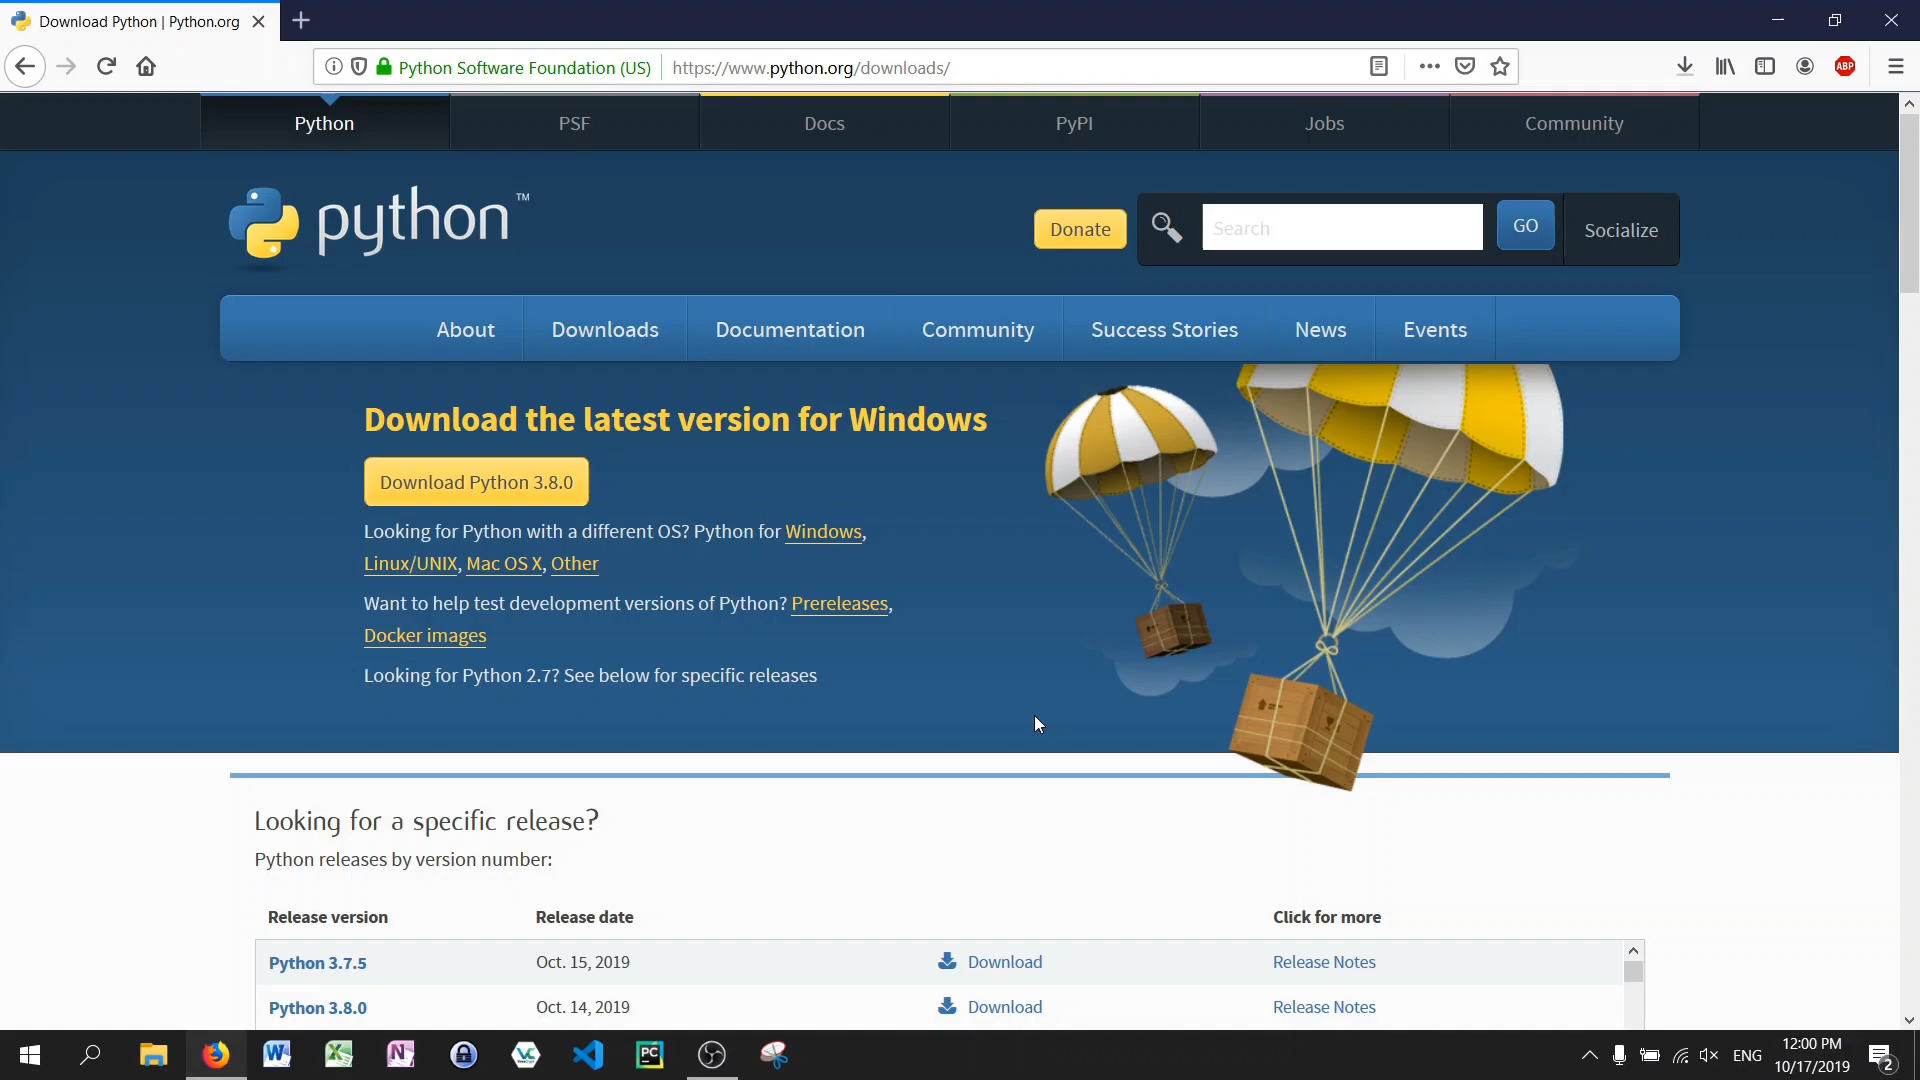 Download Python | Python.org
Python Software Foundation (US) https://www.python.org/downloads/
ABP
Python PSF Docs PyPI Jobs Community
python™
Donate Search GO Socialize
About Downloads Documentation Community Success Stories News Events
Download the latest version for Windows
Download Python 3.8.0
Looking for Python with a different OS? Python for Windows,
Linux/UNIX, Mac OS X, Other
Want to help test development versions of Python? Prereleases,
Docker images
Looking for Python 2.7? See below for specific releases
Looking for a specific release?
Python releases by version number:
Release version Release date Click for more
Python 3.7.5 Oct. 15, 2019 Download Release Notes
Python 3.8.0 Oct. 14, 2019 Download Release Notes
ENG 12:00 PM
10/17/2019 2